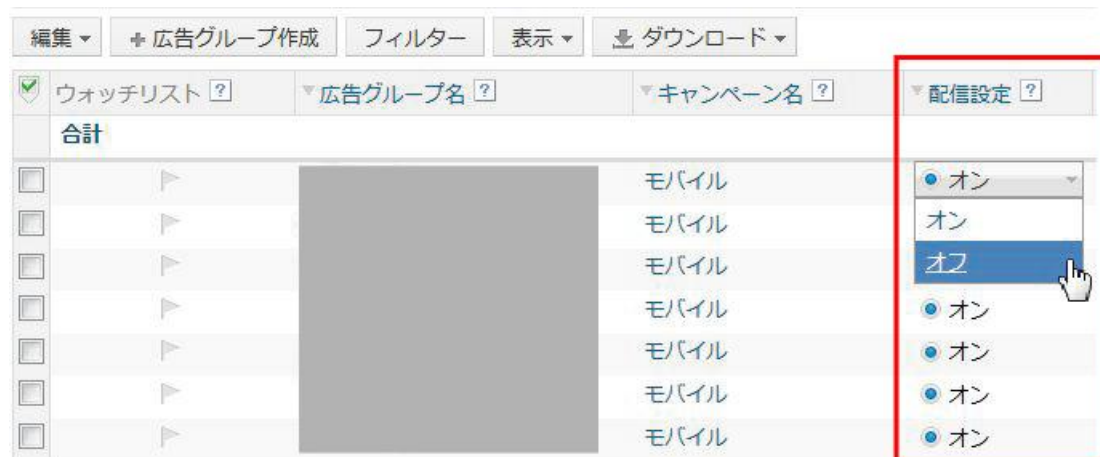 編集 + 広告グループ作成 フィルター 表示 ダウンロード
ウォッチリスト ? 広告グループ名 ? キャンペーン名 ? 配信設定 ?
合計
モバイル オン
モバイル オン
モバイル オフ
モバイル オン
モバイル オン
モバイル オン
モバイル オン